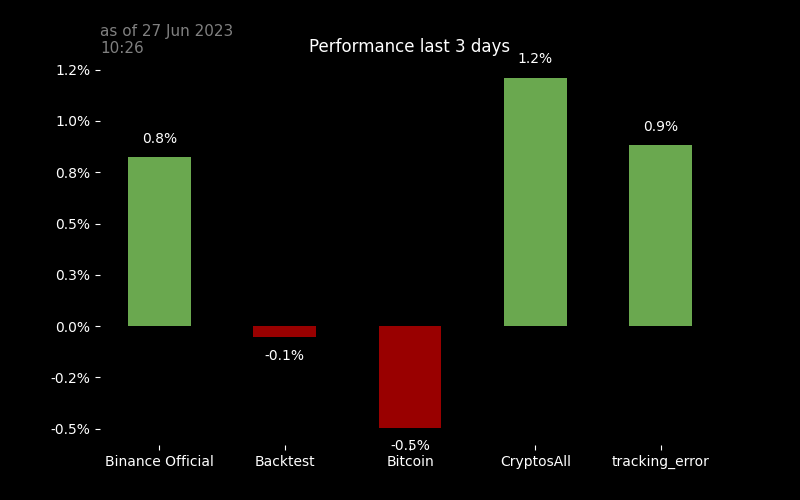 as of 27 Jun 2023
10:26
Performance last 3 days
1.2%
1.0%
0.8%
0.5%
0.3%
0.0%
-0.2%
-0.5%
0.8%
-0.1%
-0.5%
1.2%
0.9%
Binance Official
Backtest
Bitcoin
CryptosAll
tracking_error